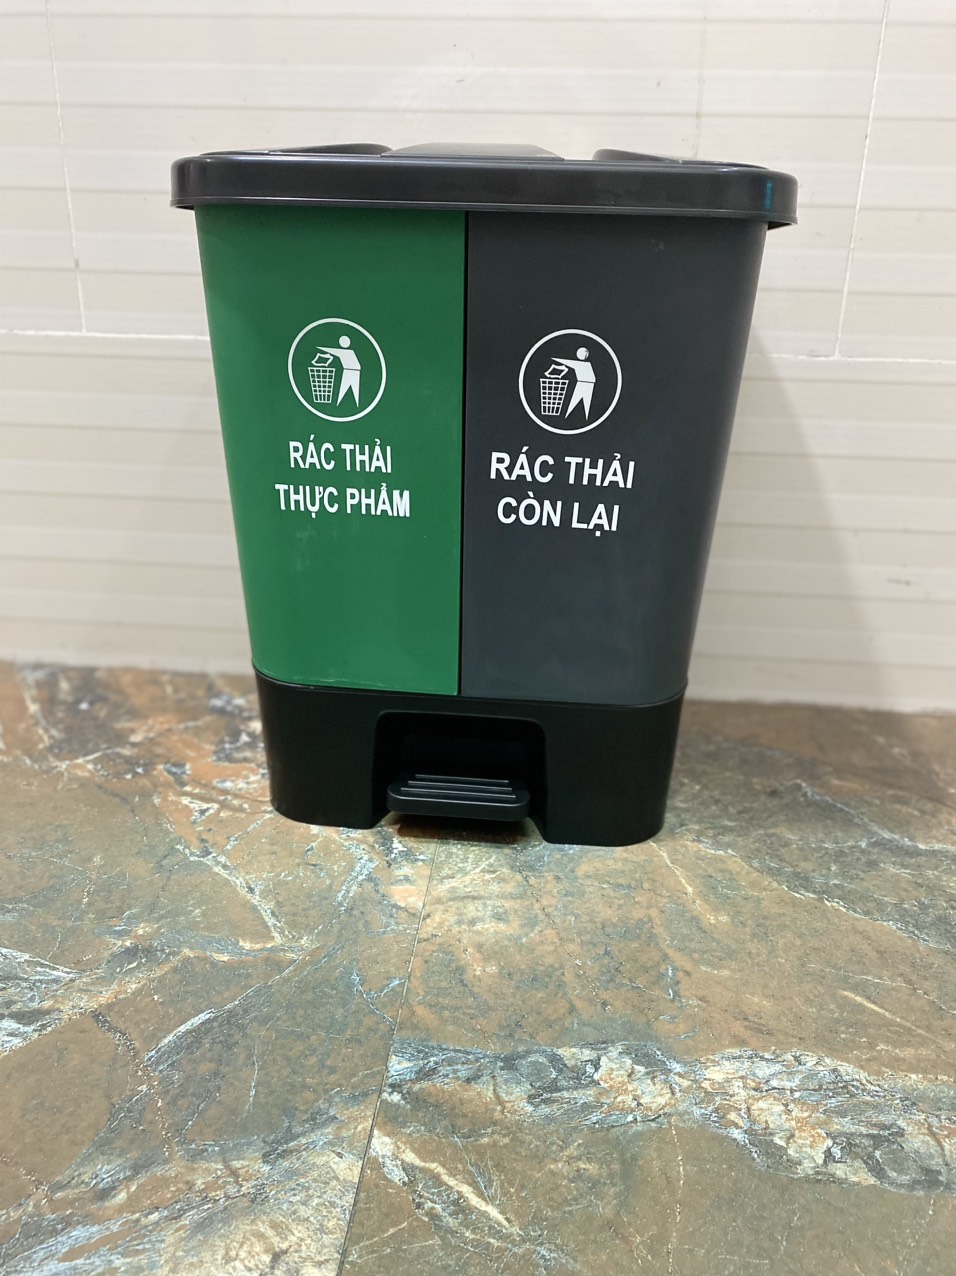 RÁC THẢI
THỰC PHẨM
RÁC THẢI
CÒN LẠI